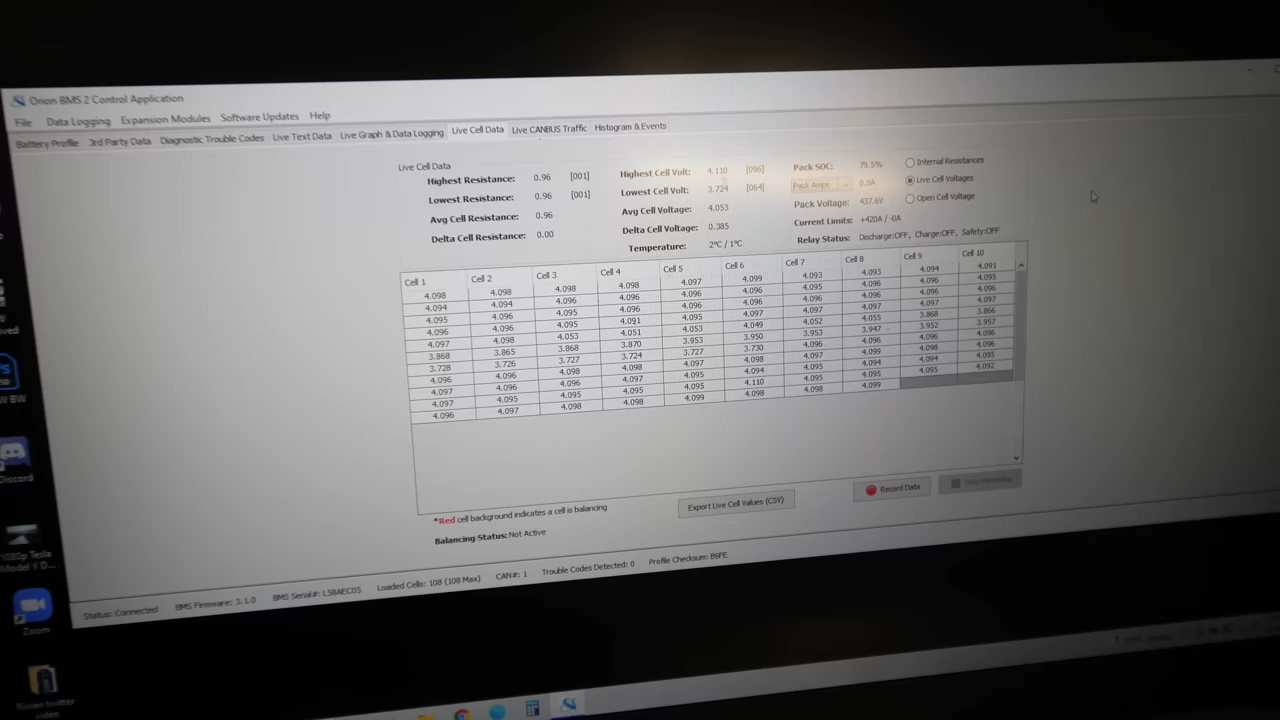 Orion BMS 2 Control Application
File Data Logging Expansion Modules Software Updates Help
Battery Profile 3rd Party Data Diagnostic Trouble Codes Live Text Data Live Graph & Data Logging Live Cell Data Live CANBUS Traffic Histogram & Events
Live Cell Data
Highest Resistance: 0.96 [001] Highest Cell Volt: 4.110 [096] Pack SOC: 79.5% Internal Resistances
Lowest Resistance: 0.96 [001] Lowest Cell Volt: 3.724 [064] Pack Amps 0.0A Live Cell Voltages
Avg Cell Resistance: 0.96 Avg Cell Voltage: 4.053 Pack Voltage: 437.6V Open Cell Voltage
Delta Cell Resistance: 0.00 Delta Cell Voltage: 0.385 Current Limits: +420A / -0A
Temperature: 2°C / 1°C Relay Status: Discharge:OFF, Charge:OFF, Safety:OFF
Cell 1 Cell 2 Cell 3 Cell 4 Cell 5 Cell 6 Cell 7 Cell 8 Cell 9 Cell 10
4.098 4.098 4.098 4.098 4.097 4.099 4.093 4.093 4.094 4.091
4.094 4.094 4.096 4.096 4.096 4.096 4.095 4.096 4.096 4.095
4.095 4.096 4.095 4.096 4.096 4.096 4.096 4.096 4.096 4.096
4.096 4.096 4.095 4.091 4.095 4.097 4.097 4.097 4.097 4.097
4.097 4.098 4.053 4.051 4.053 4.049 4.052 4.055 3.868 3.866
3.868 3.865 3.868 3.870 3.953 3.950 3.953 3.947 3.952 3.957
3.728 3.726 3.727 3.724 3.727 3.730 4.096 4.096 4.096 4.096
4.096 4.096 4.098 4.098 4.097 4.098 4.097 4.099 4.098 4.096
4.097 4.096 4.096 4.097 4.095 4.094 4.095 4.094 4.094 4.095
4.097 4.095 4.095 4.095 4.095 4.110 4.095 4.095 4.095 4.092
4.096 4.097 4.098 4.098 4.099 4.098 4.098 4.099
*Red cell background indicates a cell is balancing Export Live Cell Values (CSV) Record Data
Balancing Status: Not Active
Status: Connected BMS Firmware: 3.1.0 BMS Serial#: L58AEC05 Loaded Cells: 108 (108 Max) CAN#: 1 Trouble Codes Detected: 0 Profile Checksum: B6FE
oved
W BW
Discord
1080p Tesla
Model Y D...
Zoom
Rivian twitter
video